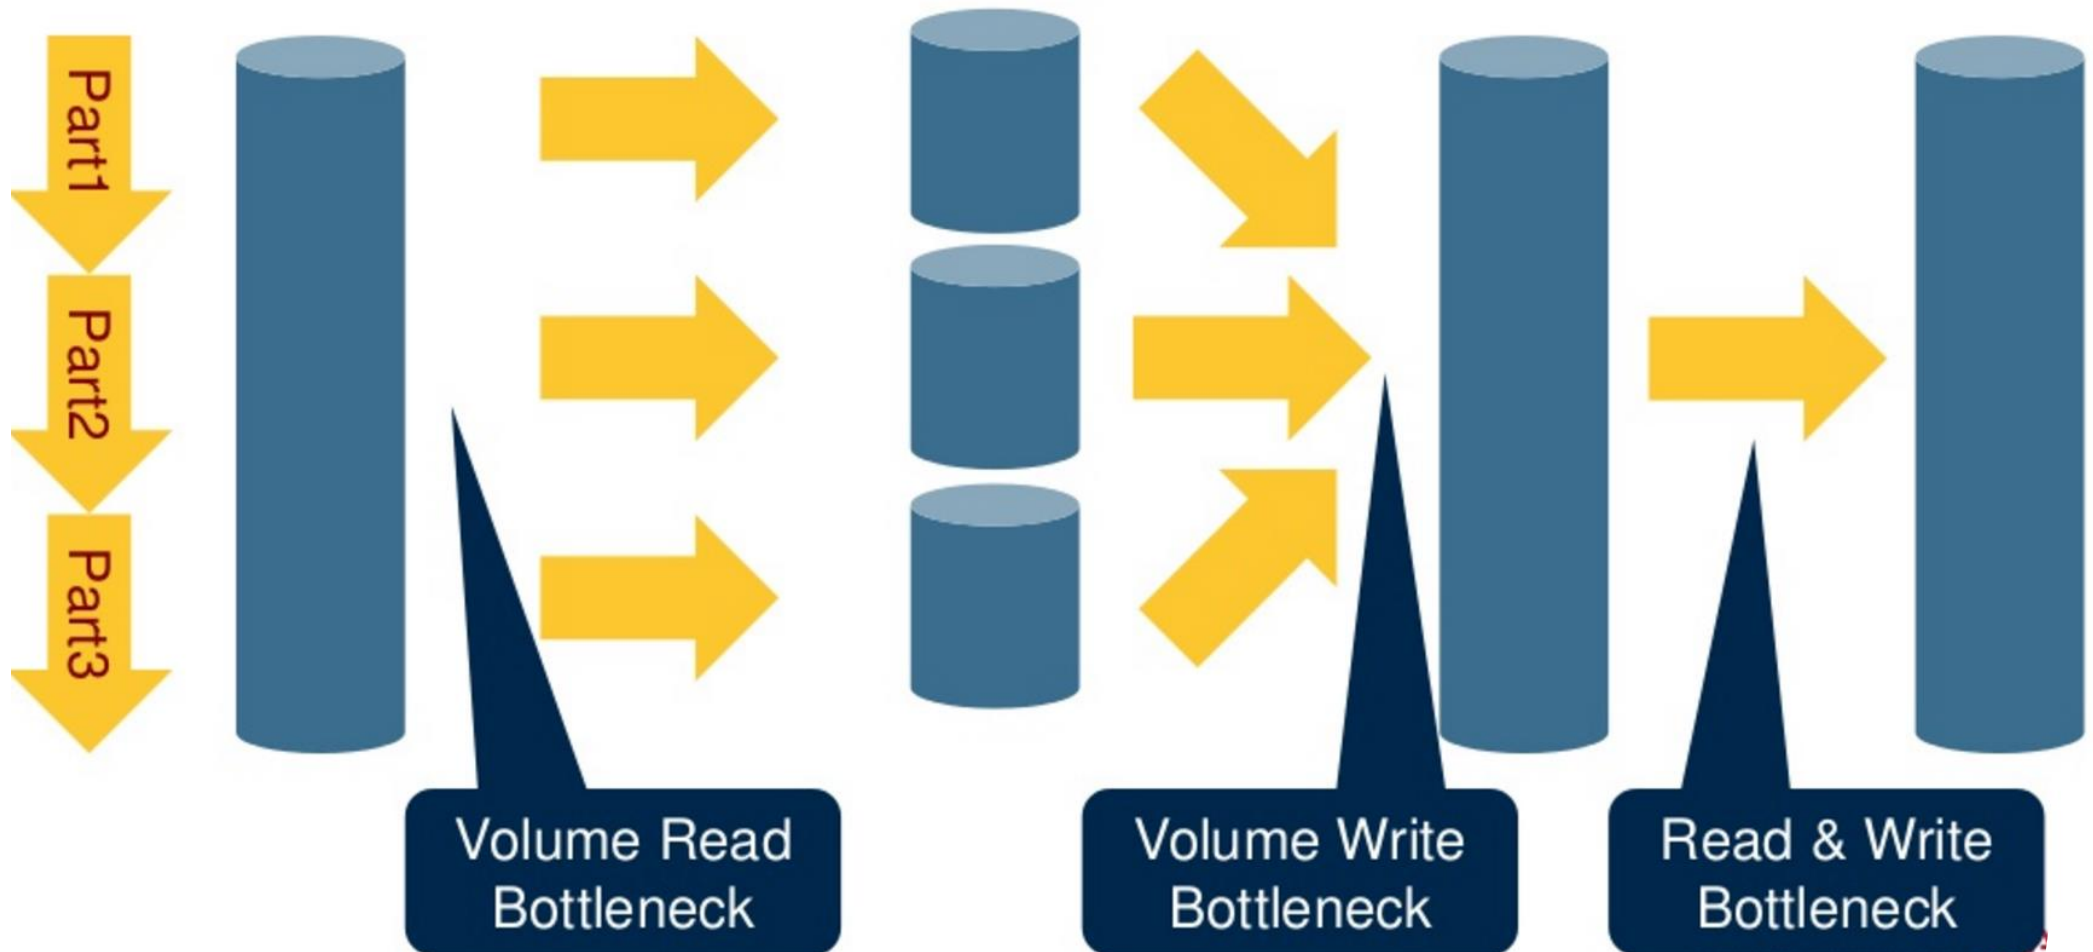 Part1
Part2
Part3
Volume Read
Bottleneck
Volume Write
Bottleneck
Read & Write
Bottleneck